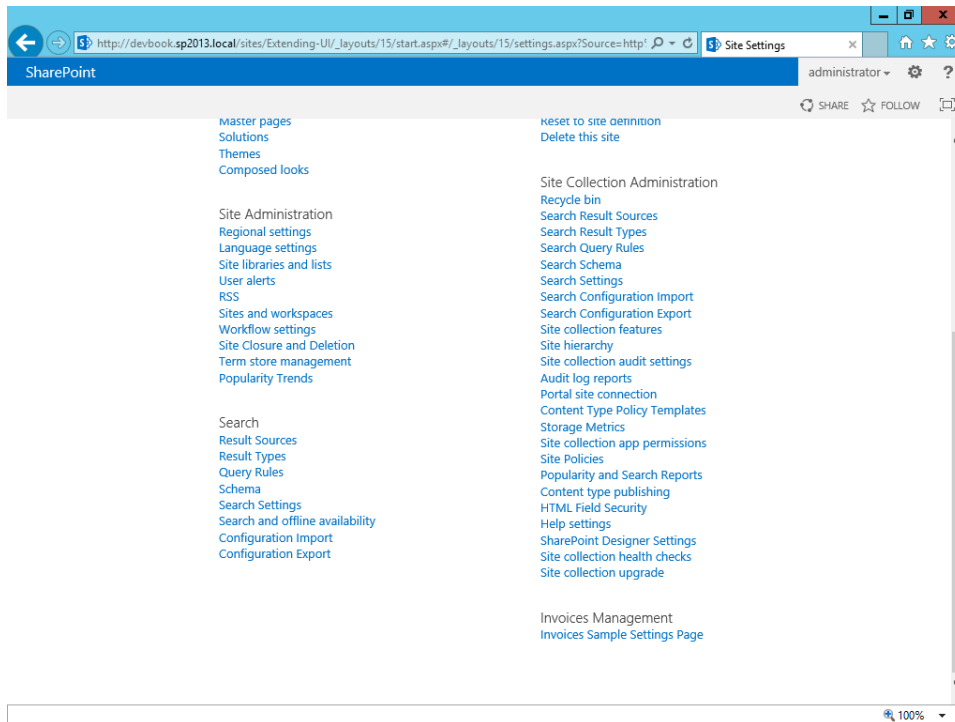 http://devbook.sp2013.local/sites/Extending-UI/_layouts/15/start.aspx#/_layouts/15/settings.aspx?Source=http
Site Settings
SharePoint
administrator
?
SHARE
FOLLOW
Master pages
Solutions
Themes
Composed looks
Site Administration
Regional settings
Language settings
Site libraries and lists
User alerts
RSS
Sites and workspaces
Workflow settings
Site Closure and Deletion
Term store management
Popularity Trends
Search
Result Sources
Result Types
Query Rules
Schema
Search Settings
Search and offline availability
Configuration Import
Configuration Export
Reset to site definition
Delete this site
Site Collection Administration
Recycle bin
Search Result Sources
Search Result Types
Search Query Rules
Search Schema
Search Settings
Search Configuration Import
Search Configuration Export
Site collection features
Site hierarchy
Site collection audit settings
Audit log reports
Portal site connection
Content Type Policy Templates
Storage Metrics
Site collection app permissions
Site Policies
Popularity and Search Reports
Content type publishing
HTML Field Security
Help settings
SharePoint Designer Settings
Site collection health checks
Site collection upgrade
Invoices Management
Invoices Sample Settings Page
100%